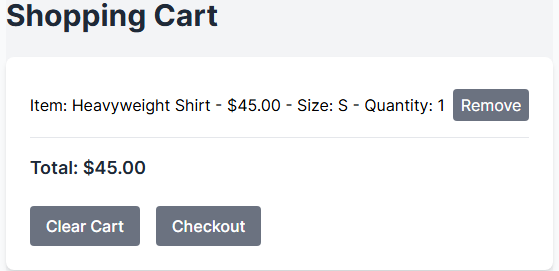 Shopping Cart
Item: Heavyweight Shirt - $45.00 - Size: S - Quantity: 1 Remove
Total: $45.00
Clear Cart Checkout